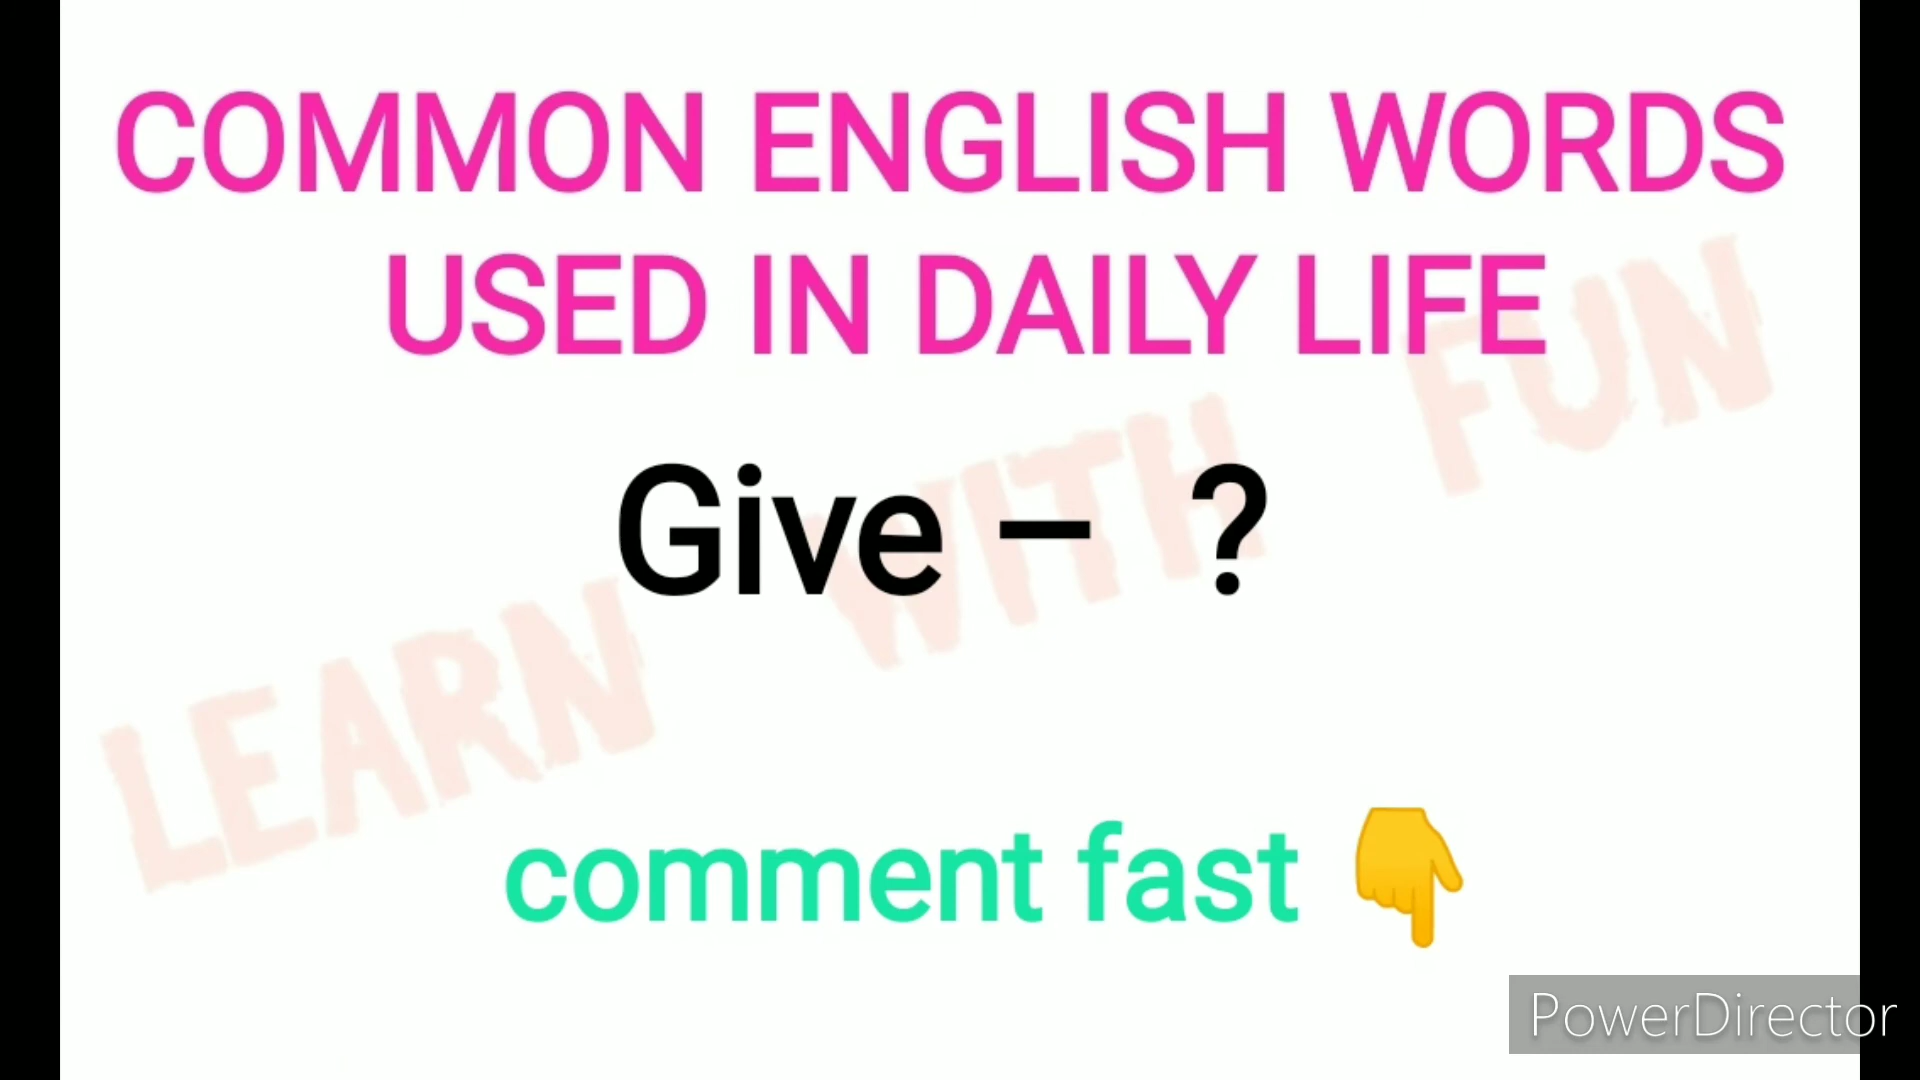 COMMON ENGLISH WORDS
USED IN DAILY LIFE
Give – ?
LEARN WITH FUN
comment fast 👇
PowerDirector